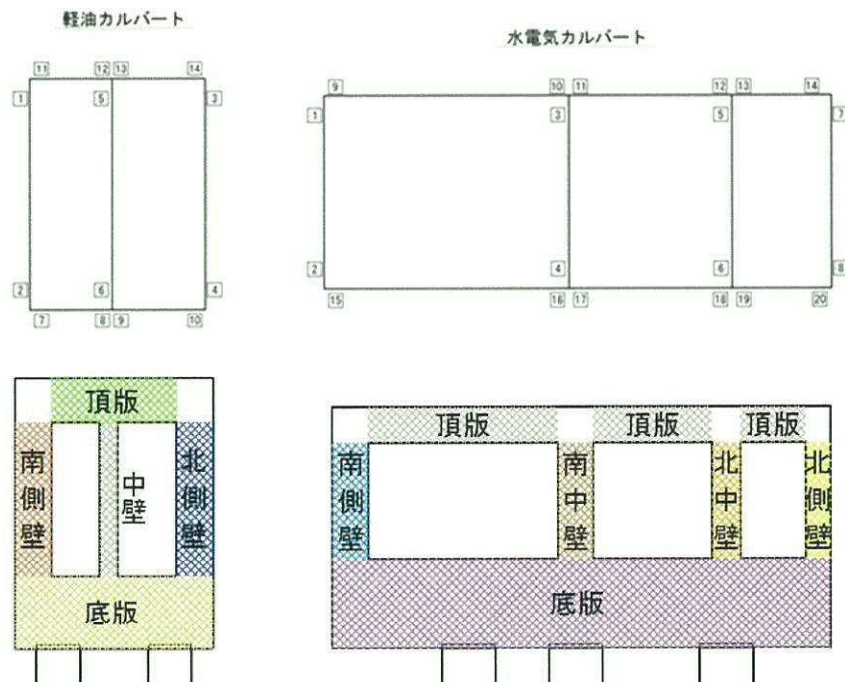 軽油カルバート
11 12 13 14
1 5 3
2 6 4
7 8 9 10
水電気カルバート
9 10 11 12 13 14
1 3 5 7
2 4 6 8
15 16 17 18 19 20
頂版
南側壁
中壁
北側壁
底版
頂版 頂版 頂版
南側壁
南中壁
北中壁
北側壁
底版